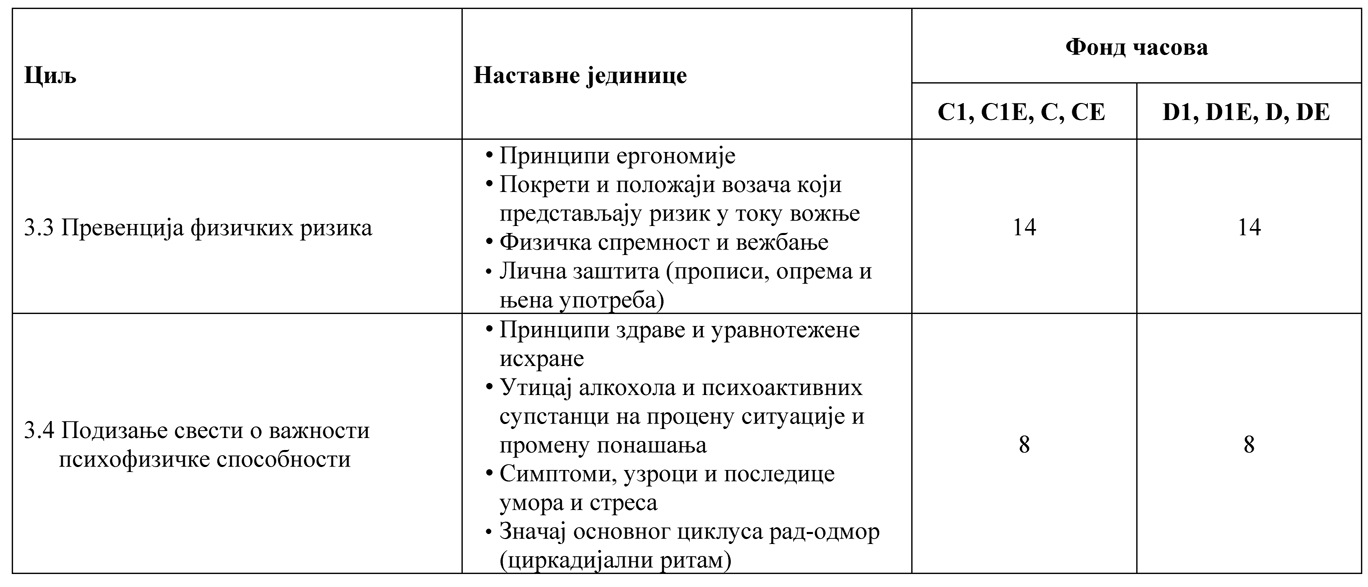 Циљ
Наставне јединице
Фонд часова
C1, C1E, C, CE
D1, D1E, D, DE
3.3 Превенција физичких ризика
• Принципи ергономије
• Покрети и положаји возача који
представљају ризик у току вожње
• Физичка спремност и вежбање
• Лична заштита (прописи, опрема и
њена употреба)
14
14
3.4 Подизање свести о важности
психофизичке способности
• Принципи здраве и уравнотежене
исхране
• Утицај алкохола и психоактивних
супстанци на процену ситуације и
промену понашања
• Симптоми, узроци и последице
умора и стреса
• Значај основног циклуса рад-одмор
(циркадијални ритам)
8
8